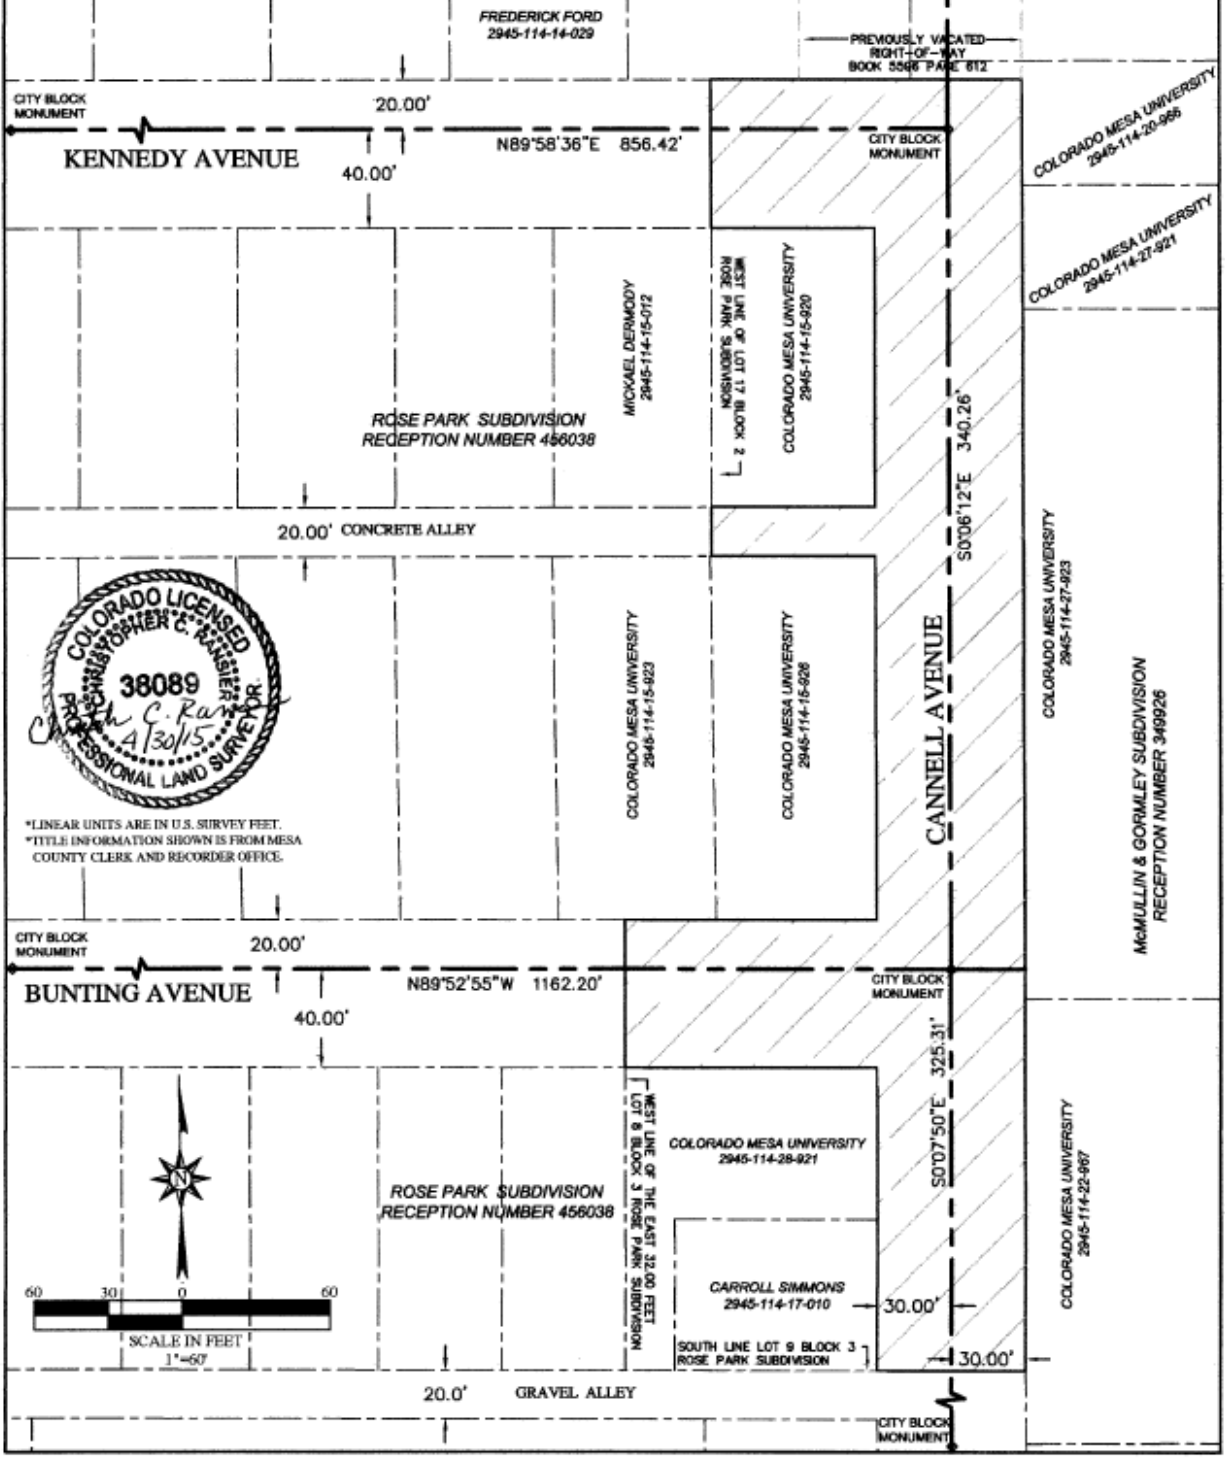 FREDERICK FORD
2945-114-14-029
PREVIOUSLY VACATED
RIGHT-OF-WAY
BOOK 5596 PAGE 612
CITY BLOCK
MONUMENT
20.00'
KENNEDY AVENUE
40.00'
N89°58'36"E 856.42'
CITY BLOCK
MONUMENT
COLORADO MESA UNIVERSITY
2945-114-20-966
COLORADO MESA UNIVERSITY
2945-114-27-921
MICKAEL DERMODY
2945-114-15-012
WEST LINE OF LOT 17 BLOCK 2
ROSE PARK SUBDIVISION
COLORADO MESA UNIVERSITY
2945-114-15-920
ROSE PARK SUBDIVISION
RECEPTION NUMBER 456038
S0°06'12"E 340.26'
20.00' CONCRETE ALLEY
COLORADO MESA UNIVERSITY
2945-114-27-923
COLORADO LICENSED
CHRISTOPHER C. RANSIER
38089
4/30/15
PROFESSIONAL LAND SURVEYOR
COLORADO MESA UNIVERSITY
2945-114-15-923
COLORADO MESA UNIVERSITY
2945-114-15-926
CANNELL AVENUE
McMULLIN & GORMLEY SUBDIVISION
RECEPTION NUMBER 349926
*LINEAR UNITS ARE IN U.S. SURVEY FEET.
*TITLE INFORMATION SHOWN IS FROM MESA
COUNTY CLERK AND RECORDER OFFICE.
CITY BLOCK
MONUMENT
20.00'
BUNTING AVENUE
40.00'
N89°52'55"W 1162.20'
CITY BLOCK
MONUMENT
S0°07'50"E 325.31'
WEST LINE OF THE EAST 32.00 FEET
LOT 8 BLOCK 3 ROSE PARK SUBDIVISION
COLORADO MESA UNIVERSITY
2945-114-28-921
COLORADO MESA UNIVERSITY
2945-114-22-967
N
ROSE PARK SUBDIVISION
RECEPTION NUMBER 456038
CARROLL SIMMONS
2945-114-17-010
30.00'
60 30 0 60
SCALE IN FEET
1"=60'
SOUTH LINE LOT 9 BLOCK 3
ROSE PARK SUBDIVISION
30.00'
20.0' GRAVEL ALLEY
CITY BLOCK
MONUMENT